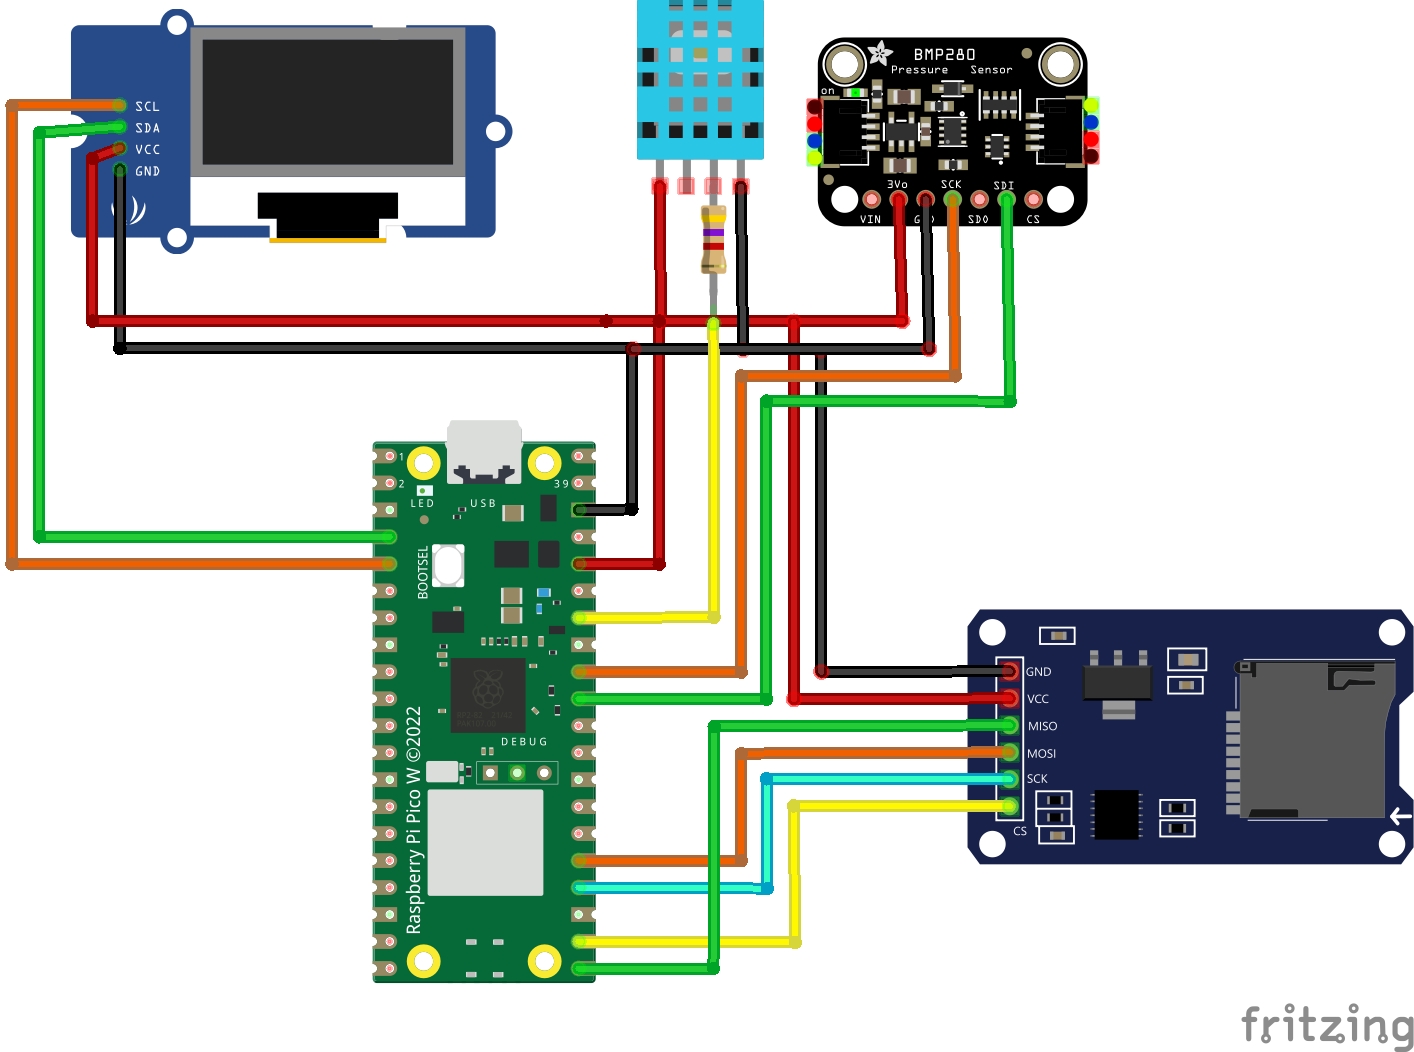 SCL
SDA
VCC
GND
BMP280
Pressure Sensor
on
3Vo SCK SDI
VIN SDO CS
1
2
39
LED USB
BOOTSEL
DEBUG
Raspberry Pi Pico W ©2022
GND
VCC
MISO
MOSI
SCK
CS
fritzing